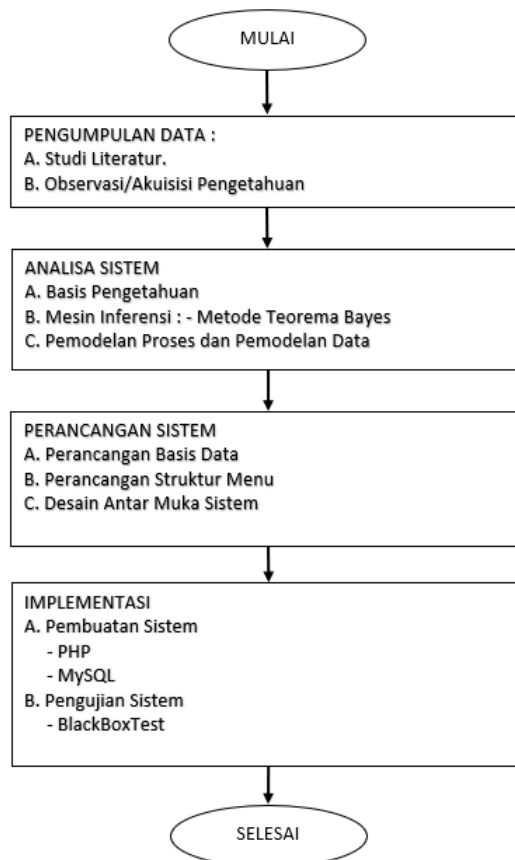 MULAI
PENGUMPULAN DATA :
A. Studi Literatur.
B. Observasi/Akuisisi Pengetahuan
ANALISA SISTEM
A. Basis Pengetahuan
B. Mesin Inferensi : - Metode Teorema Bayes
C. Pemodelan Proses dan Pemodelan Data
PERANCANGAN SISTEM
A. Perancangan Basis Data
B. Perancangan Struktur Menu
C. Desain Antar Muka Sistem
IMPLEMENTASI
A. Pembuatan Sistem
- PHP
- MySQL
B. Pengujian Sistem
- BlackBoxTest
SELESAI